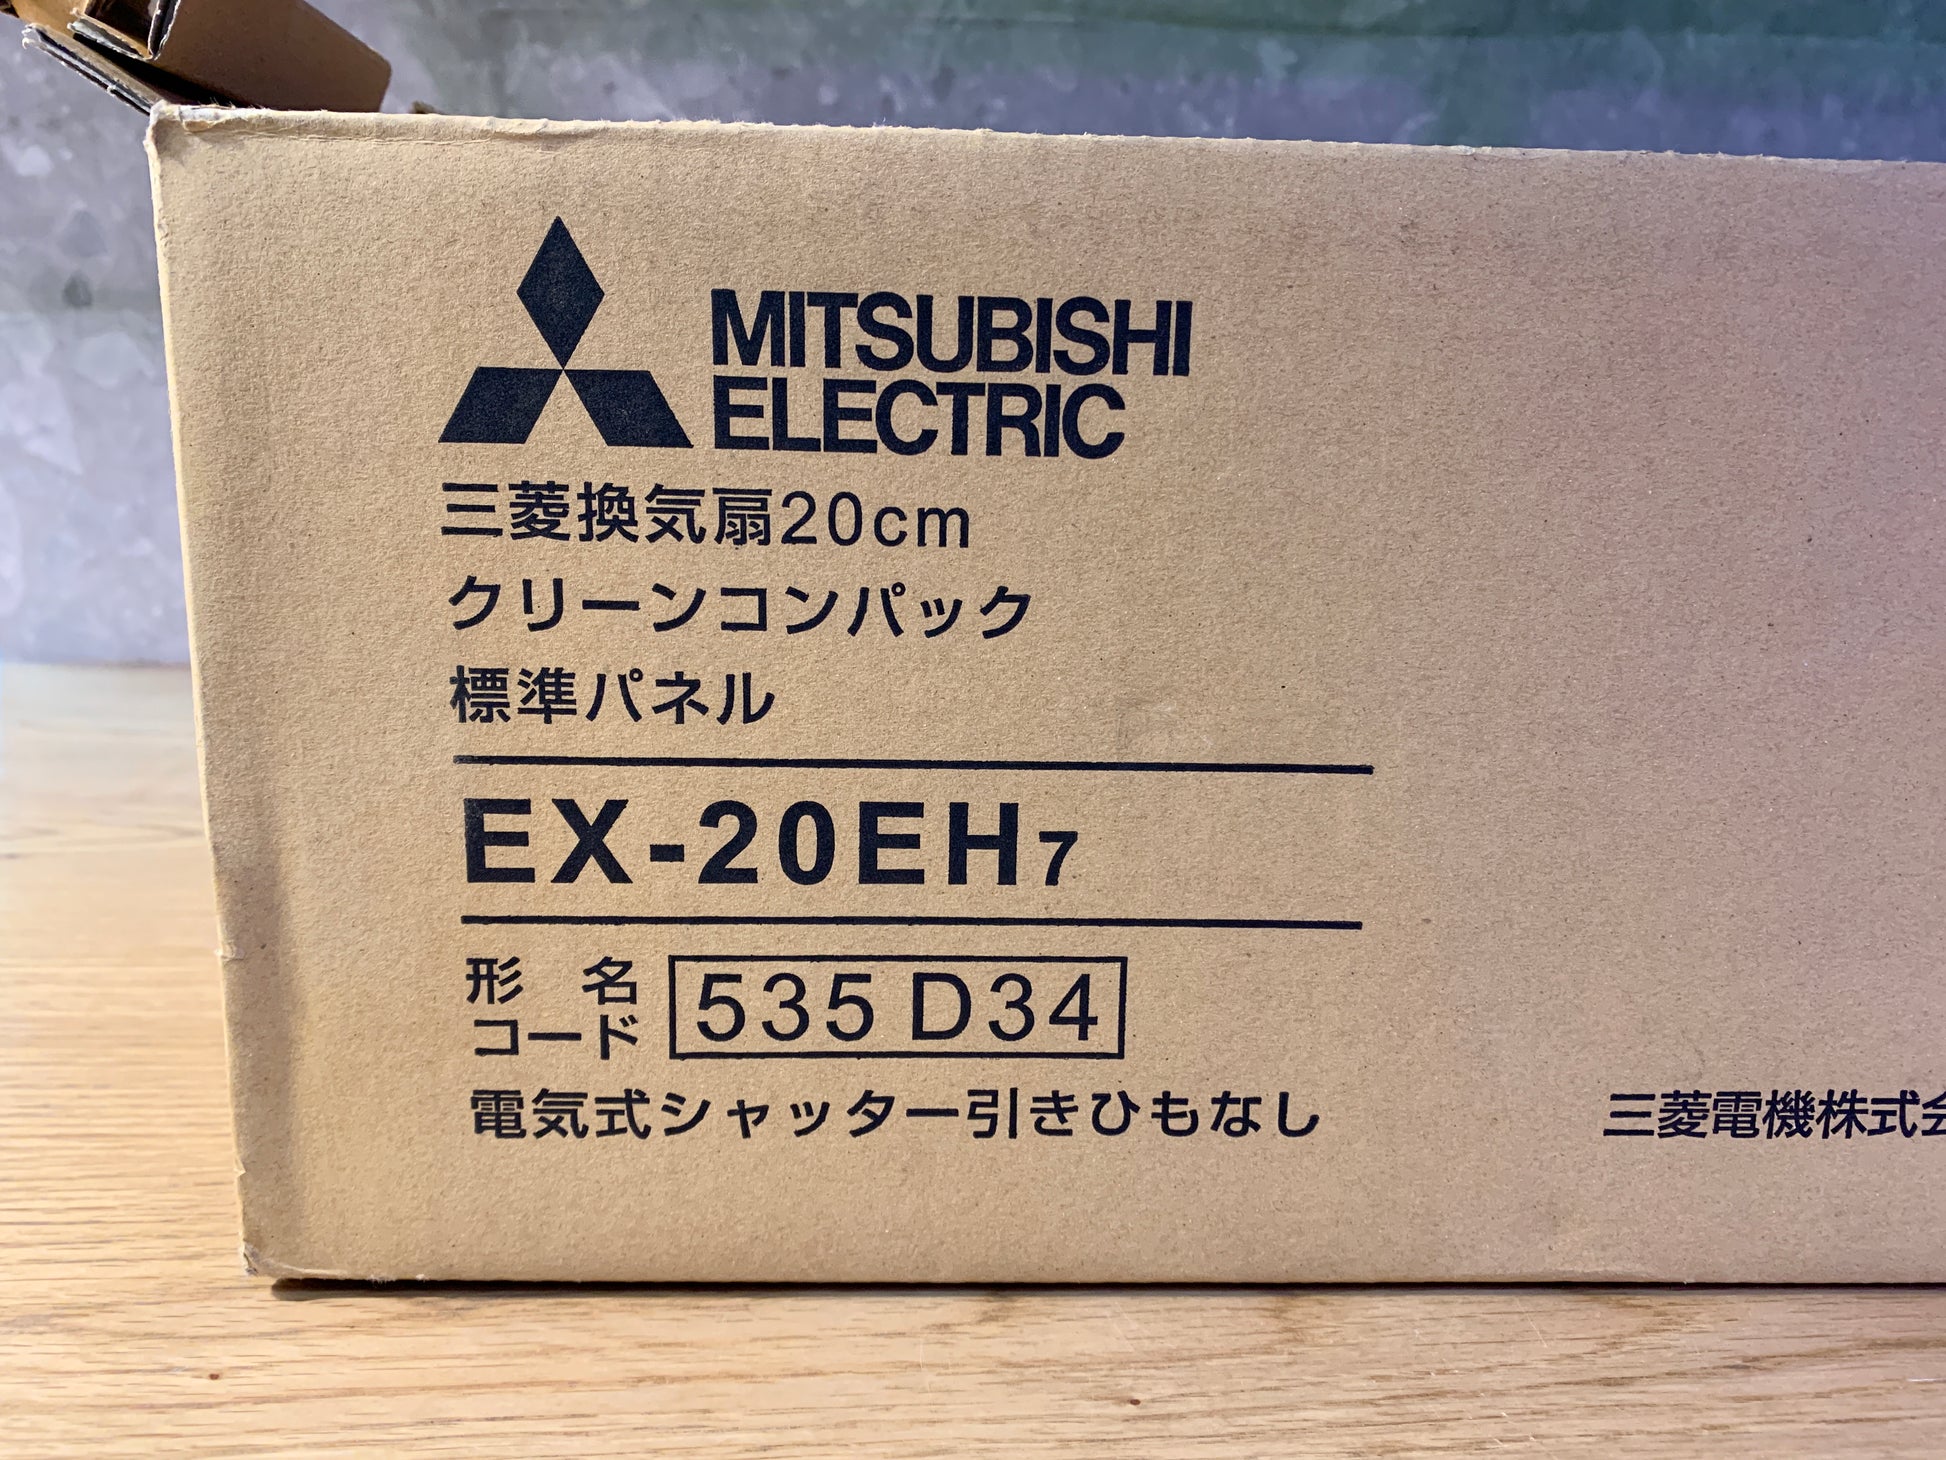 MITSUBISHI
ELECTRIC
三菱換気扇20cm
クリーンコンパック
標準パネル
EX-20EH7
形名
コード 535 D34
電気式シャッター引きひもなし
三菱電機株式会